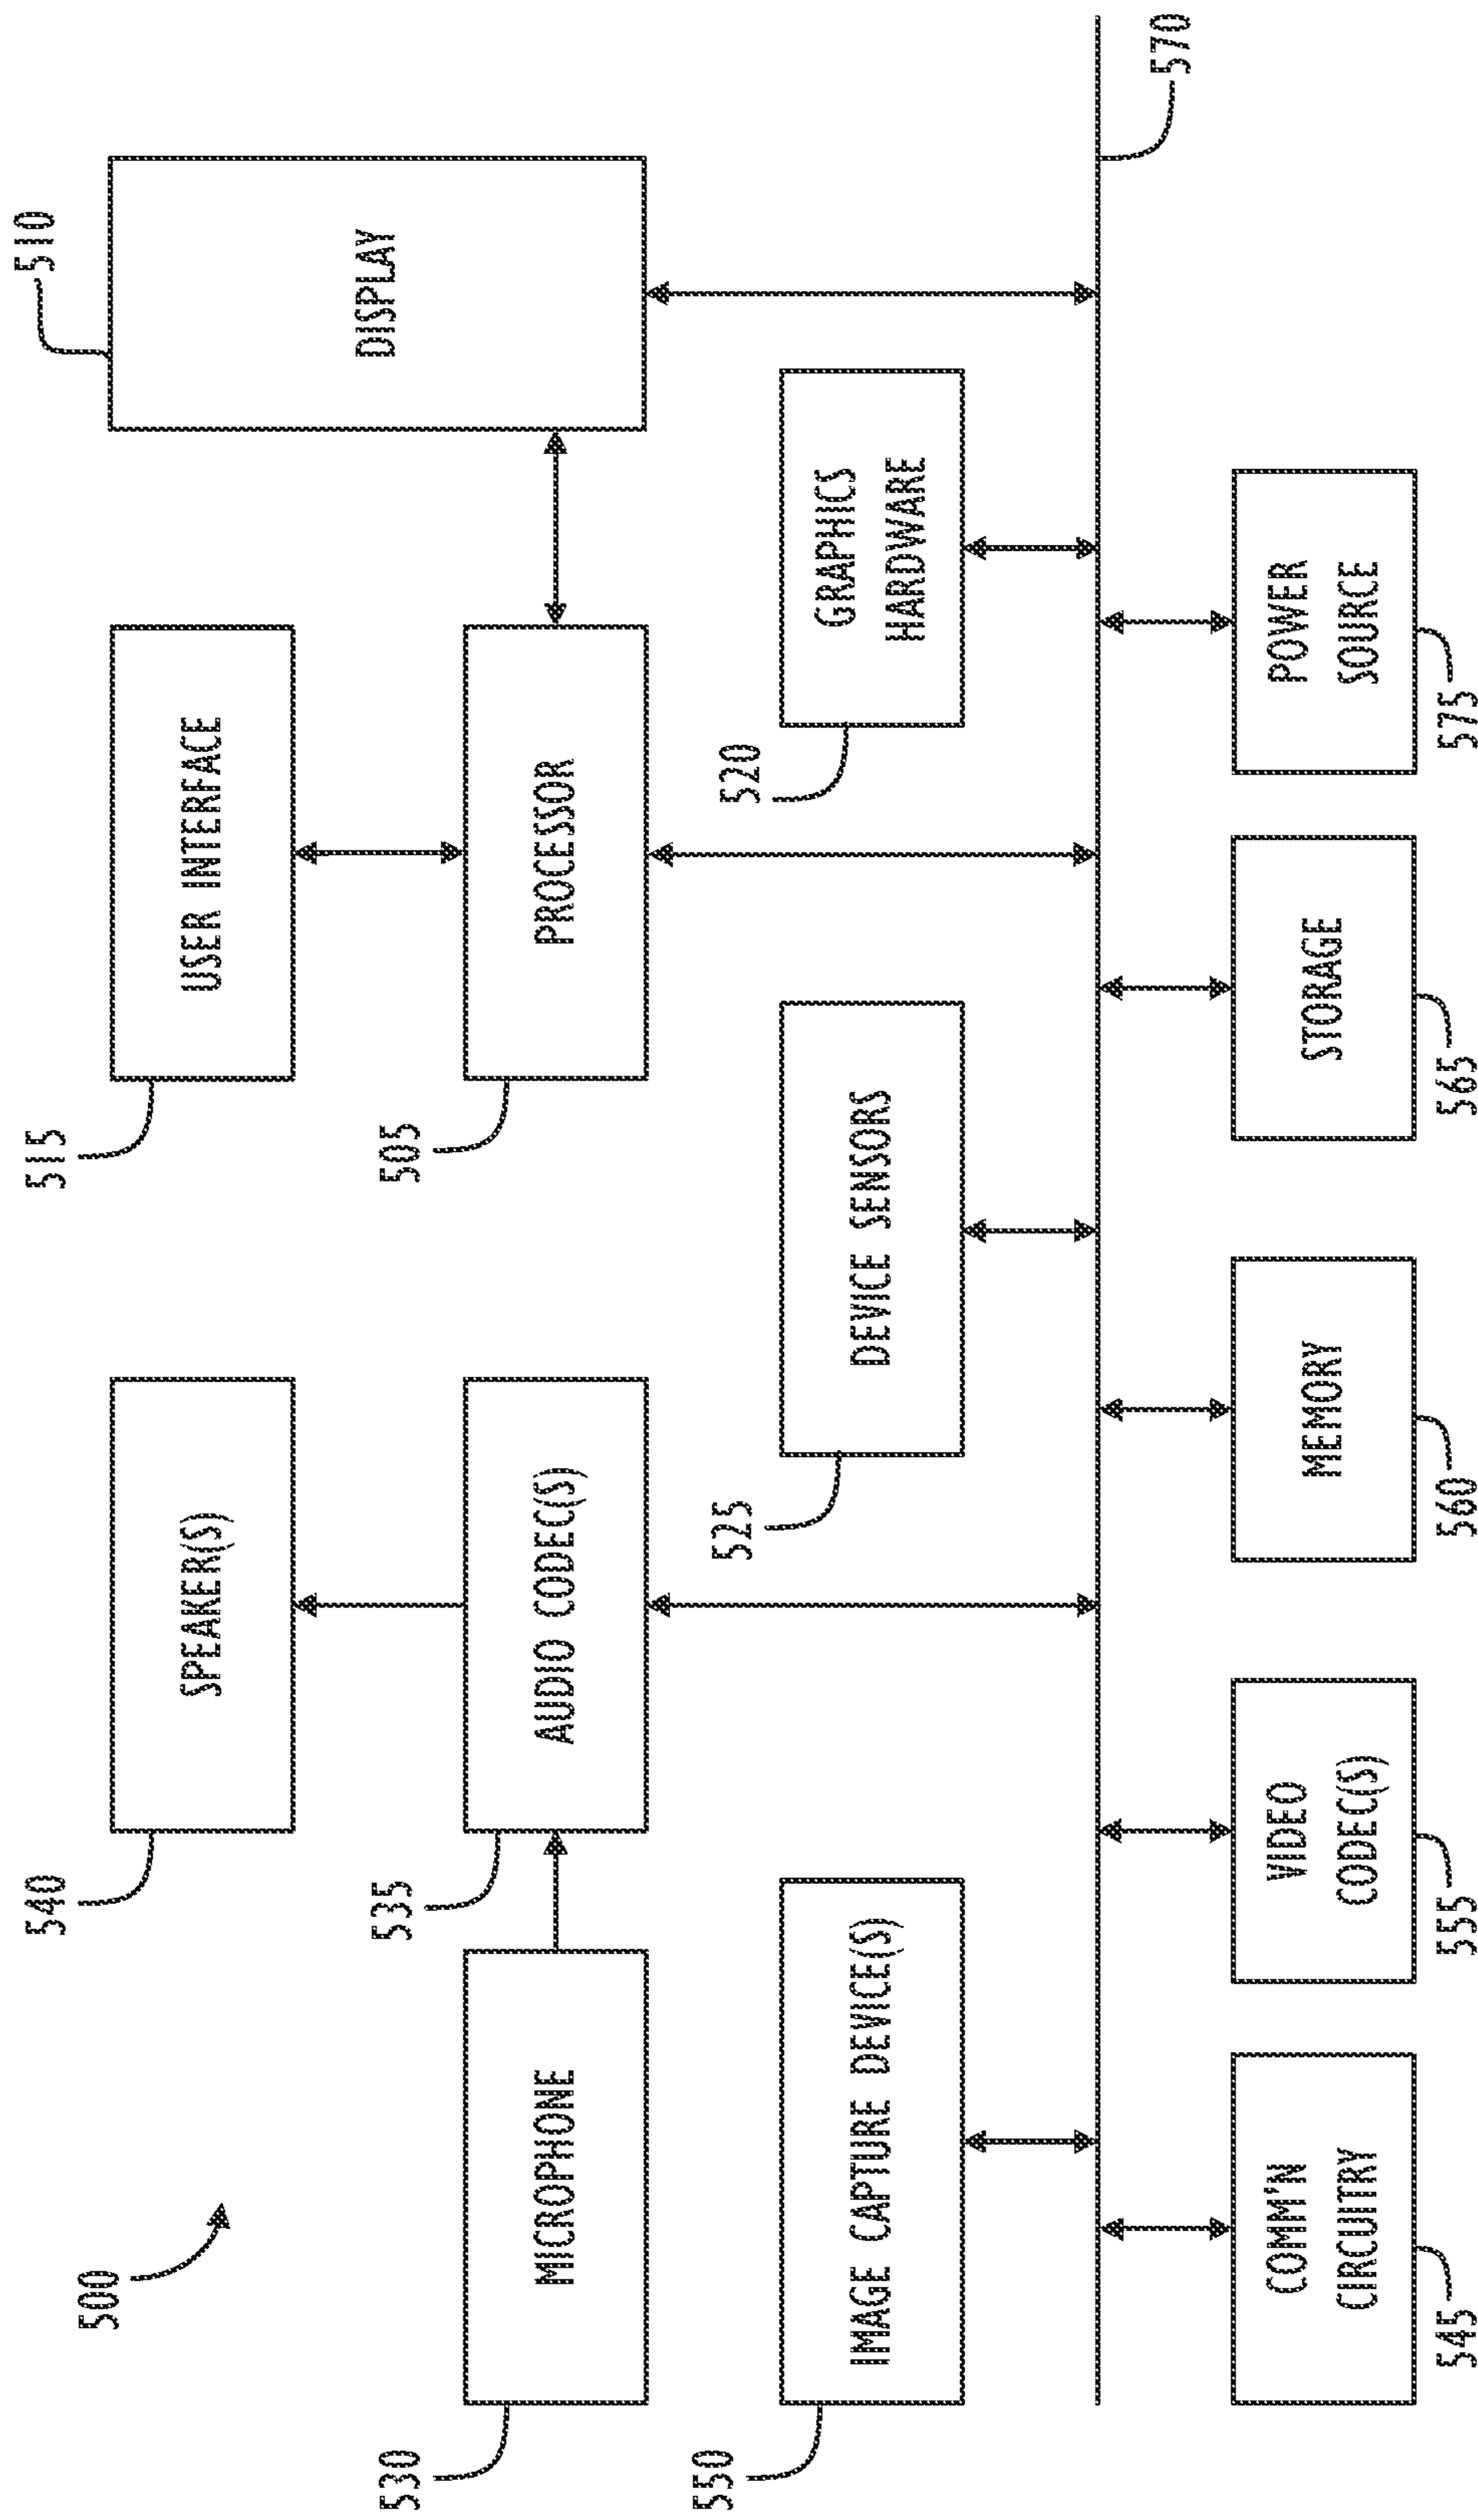 500
540
SPEAKER(S)
515
USER INTERFACE
510
DISPLAY
530
MICROPHONE
535
AUDIO CODEC(S)
505
PROCESSOR
550
IMAGE CAPTURE DEVICE(S)
525
DEVICE SENSORS
520
GRAPHICS
HARDWARE
570
COMM'N
CIRCUITRY
545
VIDEO
CODEC(S)
555
MEMORY
560
STORAGE
565
POWER
SOURCE
575